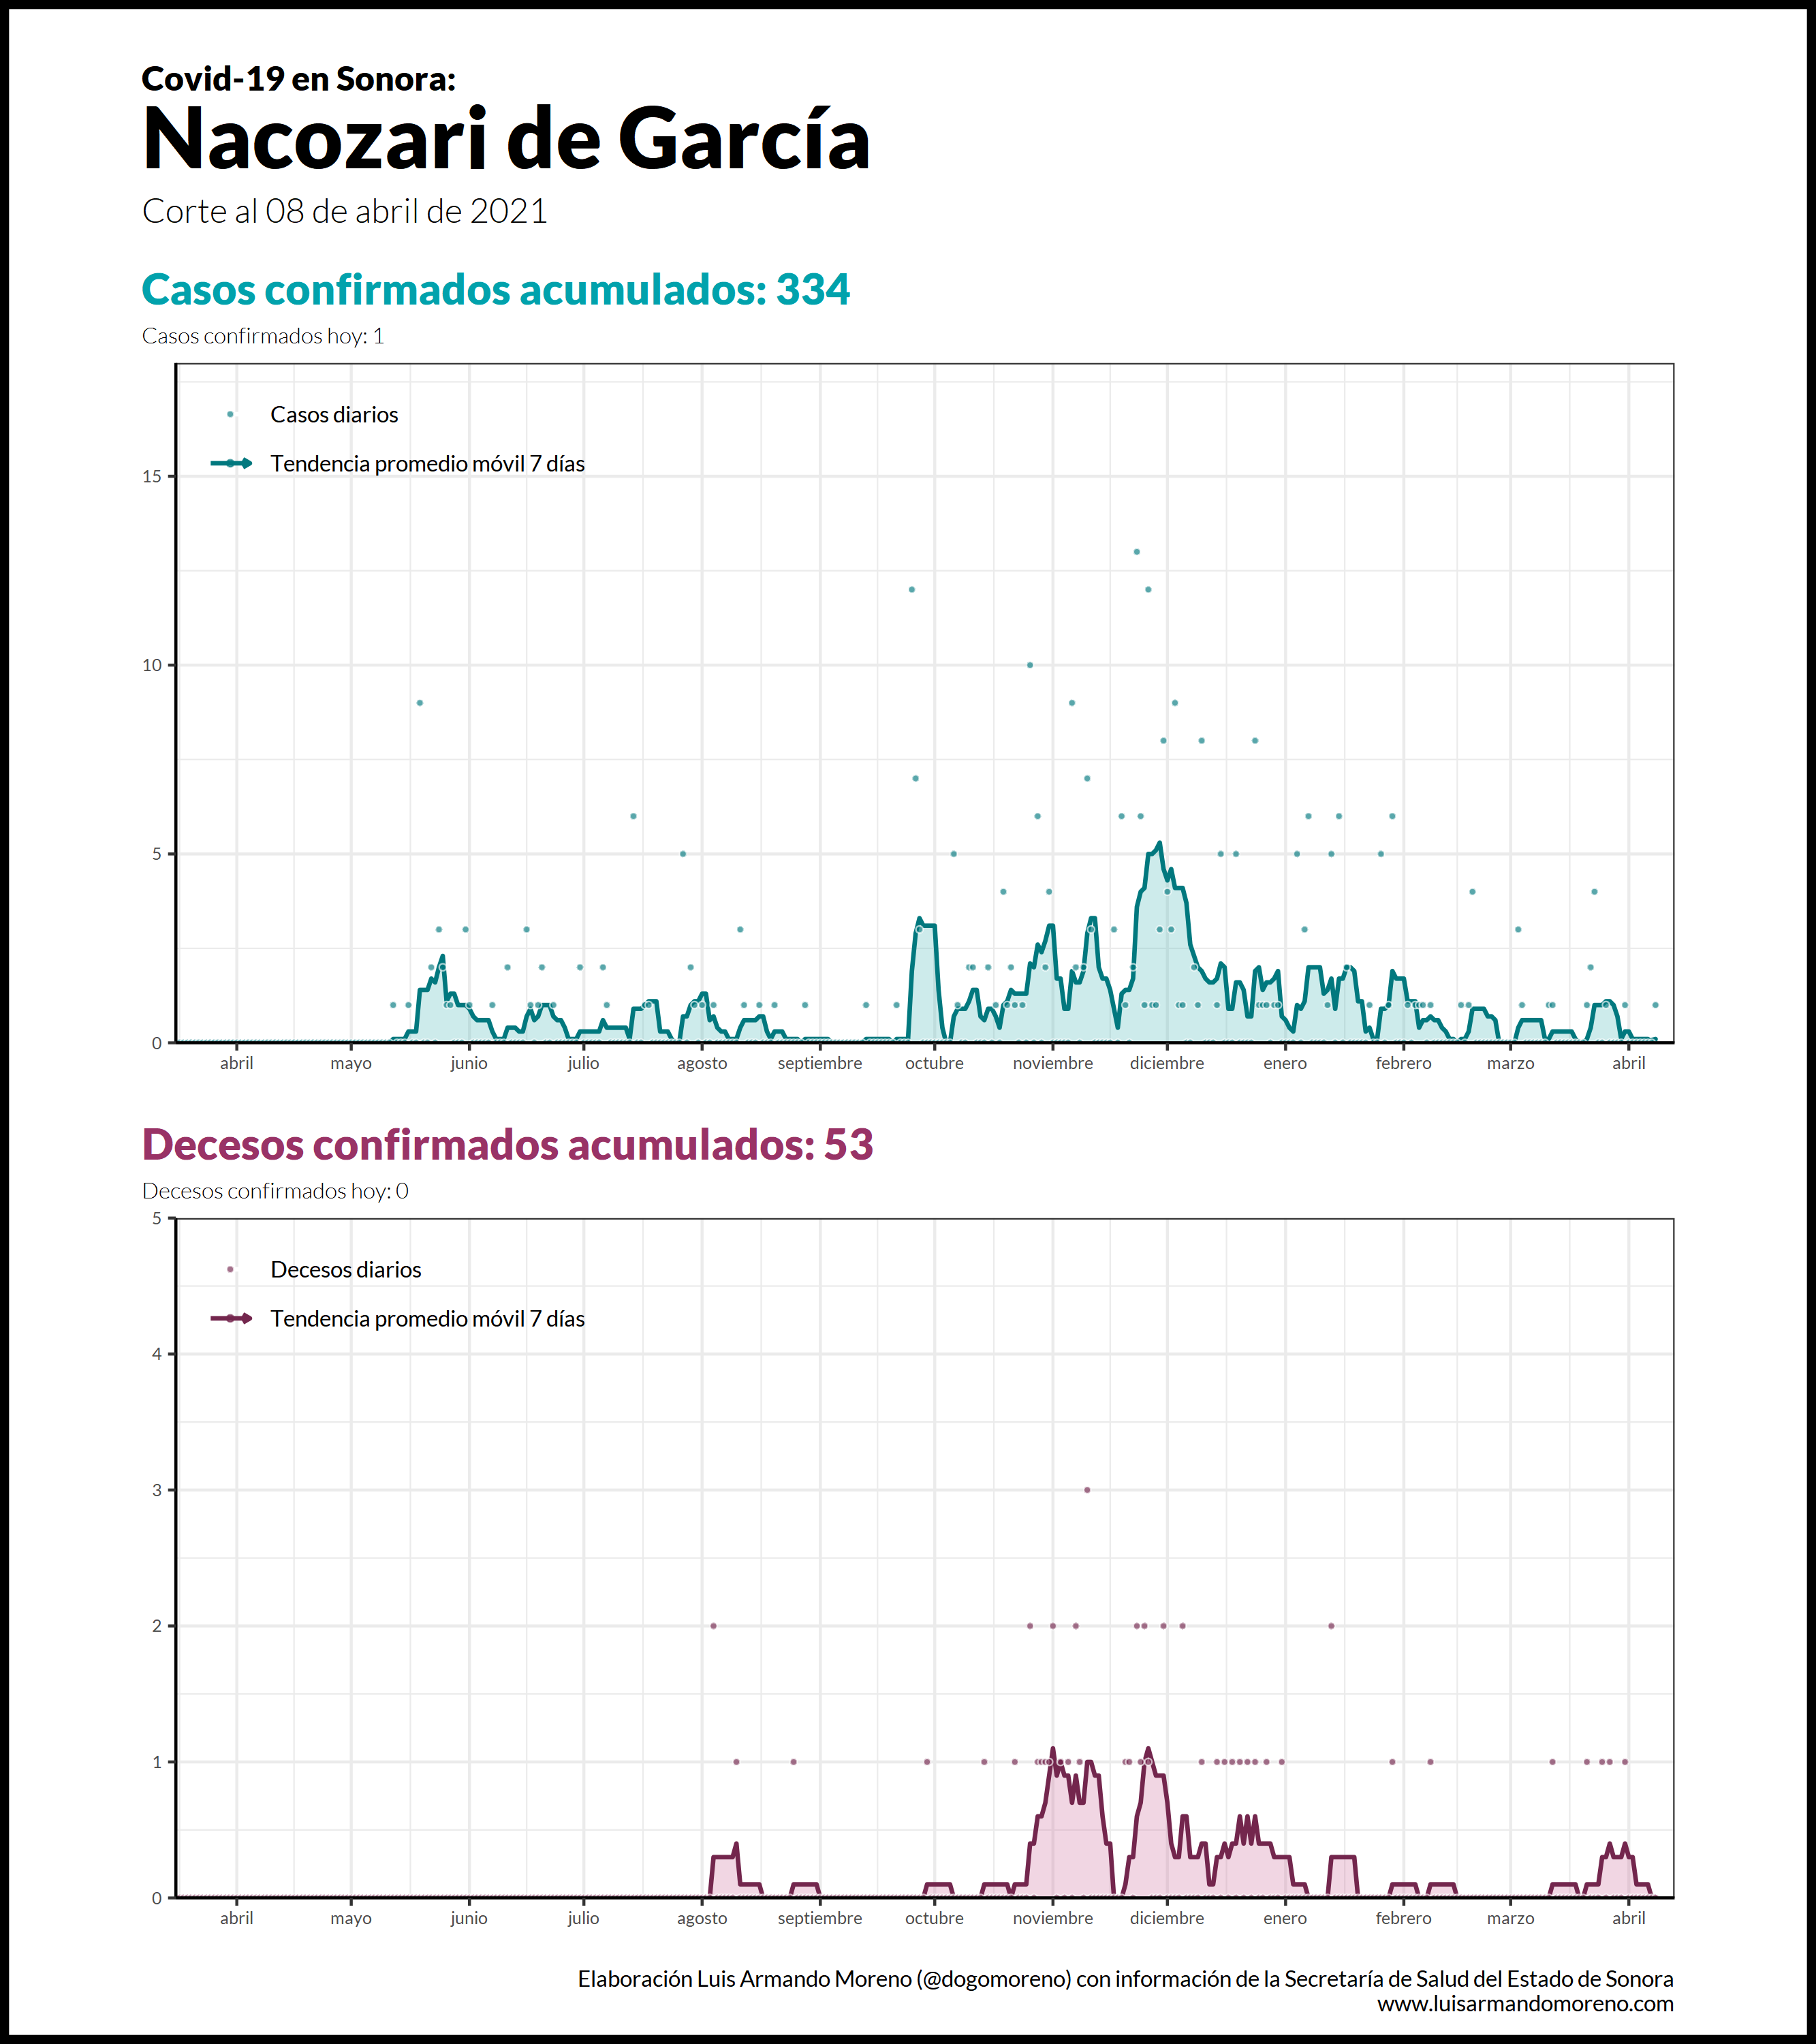 Covid-19 en Sonora:
Nacozari de García
Corte al 08 de abril de 2021
Casos confirmados acumulados: 334
Casos confirmados hoy: 1
Casos diarios
Tendencia promedio móvil 7 días
15
10
5
0
abril mayo junio julio agosto septiembre octubre noviembre diciembre enero febrero marzo abril
Decesos confirmados acumulados: 53
Decesos confirmados hoy: 0
5
Decesos diarios
Tendencia promedio móvil 7 días
4
3
2
1
0
abril mayo junio julio agosto septiembre octubre noviembre diciembre enero febrero marzo abril
Elaboración Luis Armando Moreno (@dogomoreno) con información de la Secretaría de Salud del Estado de Sonora
www.luisarmandomoreno.com